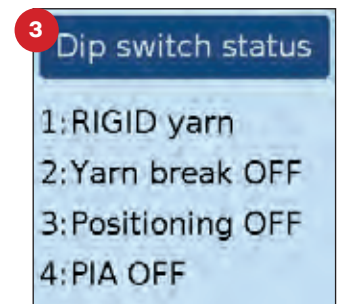 3
Dip switch status
1:RIGID yarn
2:Yarn break OFF
3:Positioning OFF
4:PIA OFF